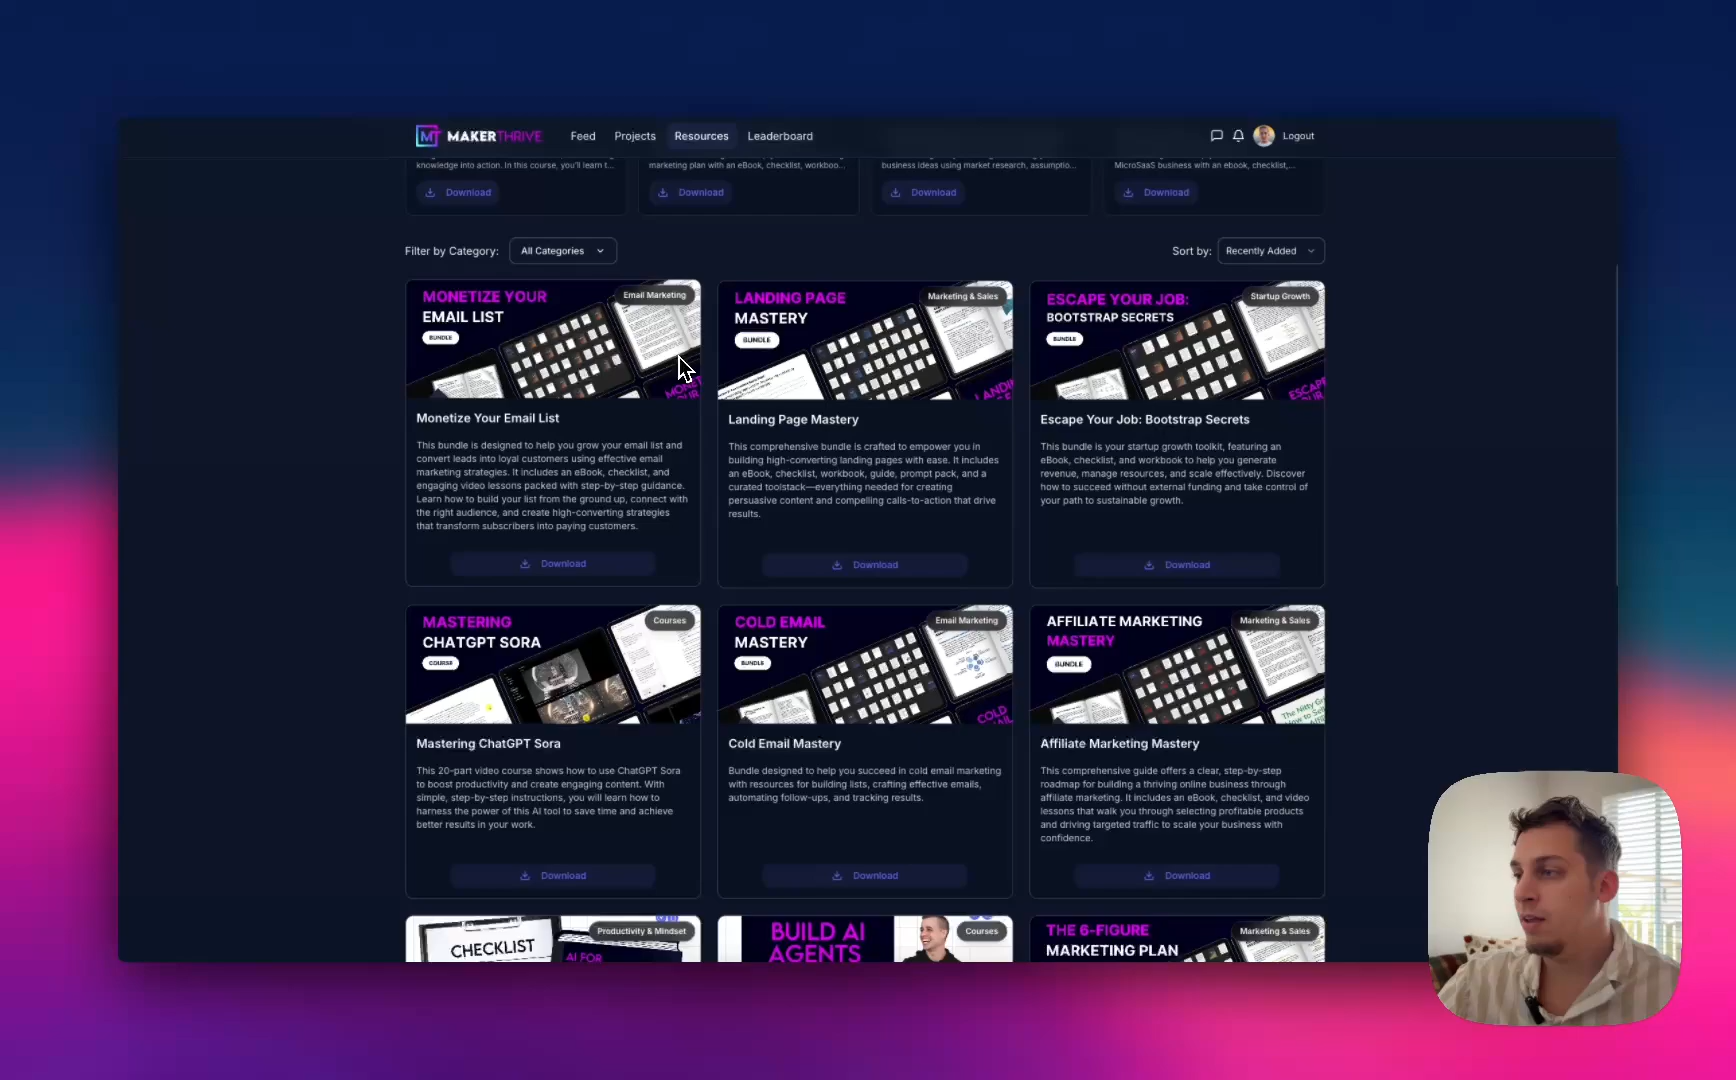 MAKERTHRIVE
Feed
Projects
Resources
Leaderboard
Logout
knowledge into action. In this course, you'll learn t...
marketing plan with an eBook, checklist, workboo...
business ideas using market research, assumptio...
MicroSaaS business with an ebook, checklist,...
Download
Download
Download
Download
Filter by Category:
All Categories
Sort by:
Recently Added
MONETIZE YOUR
EMAIL LIST
BUNDLE
Email Marketing
Monetize Your Email List
This bundle is designed to help you grow your email list and
convert leads into loyal customers using effective email
marketing strategies. It includes an eBook, checklist, and
engaging video lessons packed with step-by-step guidance.
Learn how to build your list from the ground up, connect with
the right audience, and create high-converting strategies
that transform subscribers into paying customers.
Download
LANDING PAGE
MASTERY
BUNDLE
Marketing & Sales
Landing Page Mastery
This comprehensive bundle is crafted to empower you in
building high-converting landing pages with ease. It includes
an eBook, checklist, workbook, guide, prompt pack, and a
curated toolstack—everything needed for creating
persuasive content and compelling calls-to-action that drive
results.
Download
ESCAPE YOUR JOB:
BOOTSTRAP SECRETS
BUNDLE
Startup Growth
Escape Your Job: Bootstrap Secrets
This bundle is your startup growth toolkit, featuring an
eBook, checklist, and workbook to help you generate
revenue, manage resources, and scale effectively. Discover
how to succeed without external funding and take control of
your path to sustainable growth.
Download
MASTERING
CHATGPT SORA
COURSE
Courses
Mastering ChatGPT Sora
This 20-part video course shows how to use ChatGPT Sora
to boost productivity and create engaging content. With
simple, step-by-step instructions, you will learn how to
harness the power of this AI tool to save time and achieve
better results in your work.
Download
COLD EMAIL
MASTERY
BUNDLE
Email Marketing
Cold Email Mastery
Bundle designed to help you succeed in cold email marketing
with resources for building lists, crafting effective emails,
automating follow-ups, and tracking results.
Download
AFFILIATE MARKETING
MASTERY
BUNDLE
Marketing & Sales
Affiliate Marketing Mastery
This comprehensive guide offers a clear, step-by-step
roadmap for building a thriving online business through
affiliate marketing. It includes an eBook, checklist, and video
lessons that walk you through selecting profitable products
and driving targeted traffic to scale your business with
confidence.
Download
CHECKLIST
AI FOR
Productivity & Mindset
BUILD AI
AGENTS
Courses
THE 6-FIGURE
MARKETING PLAN
Marketing & Sales